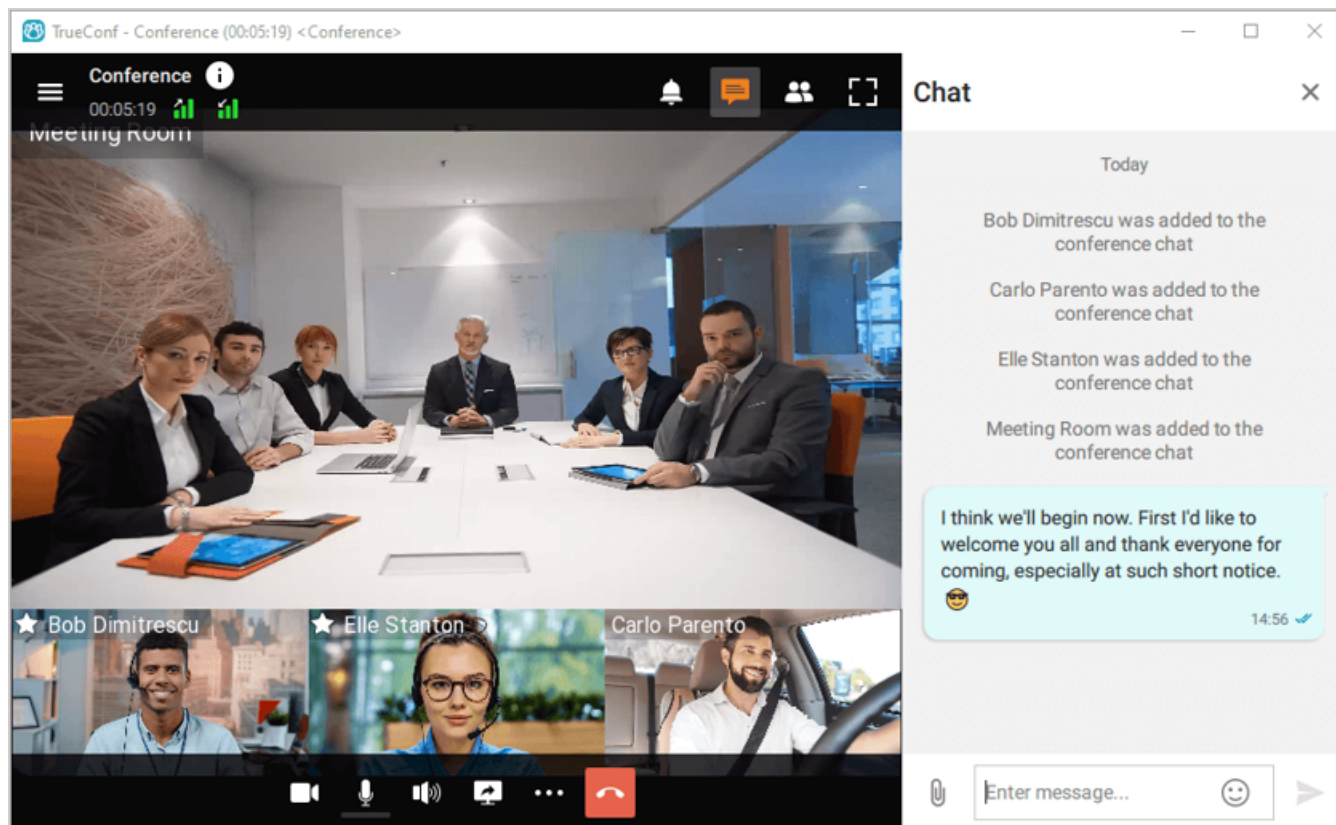 TrueConf - Conference (00:05:19) <Conference>
Conference
00:05:19
Meeting Room
Bob Dimitrescu
Elle Stanton
Carlo Parento
Chat
Today
Bob Dimitrescu was added to the
conference chat
Carlo Parento was added to the
conference chat
Elle Stanton was added to the
conference chat
Meeting Room was added to the
conference chat
I think we'll begin now. First I'd like to
welcome you all and thank everyone for
coming, especially at such short notice.
😎
14:56
Enter message...